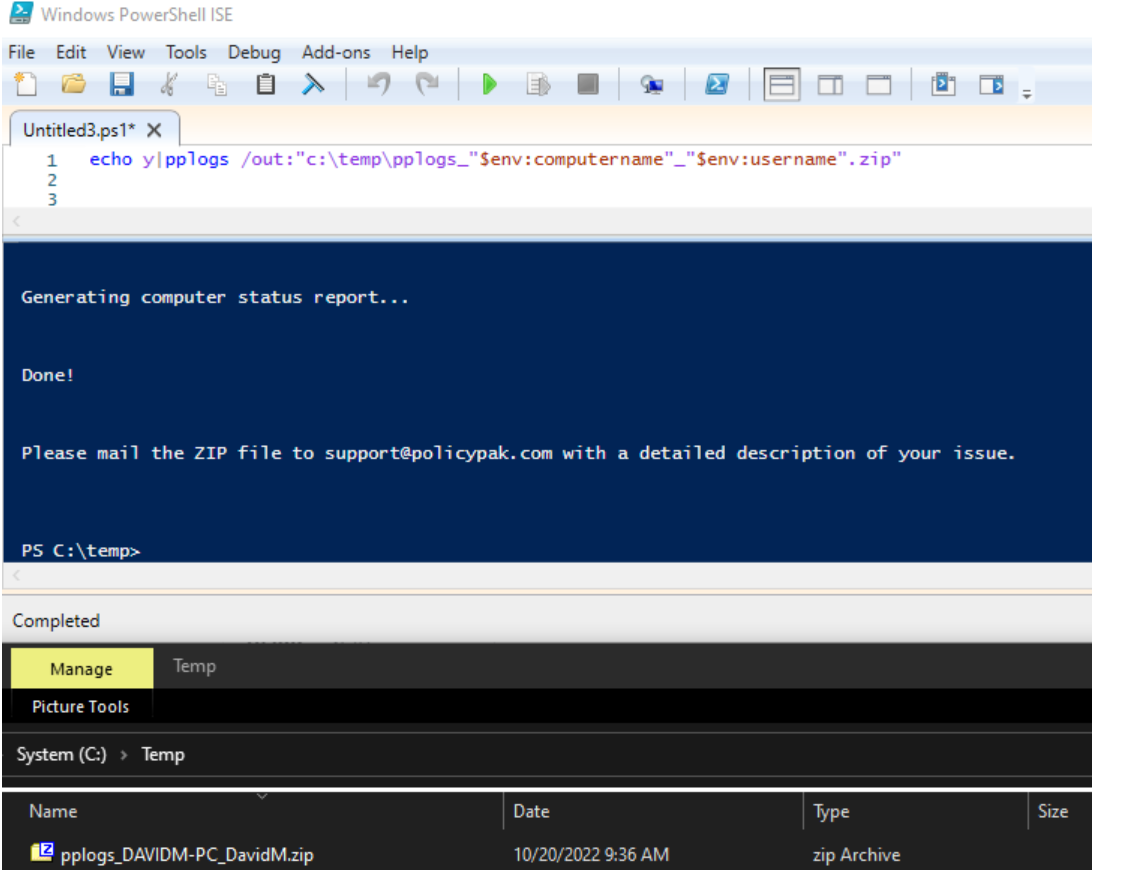 Windows PowerShell ISE
File Edit View Tools Debug Add-ons Help
Untitled3.ps1* X
1 echo y|pplogs /out:"c:\temp\pplogs_"$env:computername"_"$env:username".zip"
2
3
Generating computer status report...
Done!
Please mail the ZIP file to support@policypak.com with a detailed description of your issue.
PS C:\temp>
Completed
Manage Temp
Picture Tools
System (C:) > Temp
Name Date Type Size
pplogs_DAVIDM-PC_DavidM.zip 10/20/2022 9:36 AM zip Archive